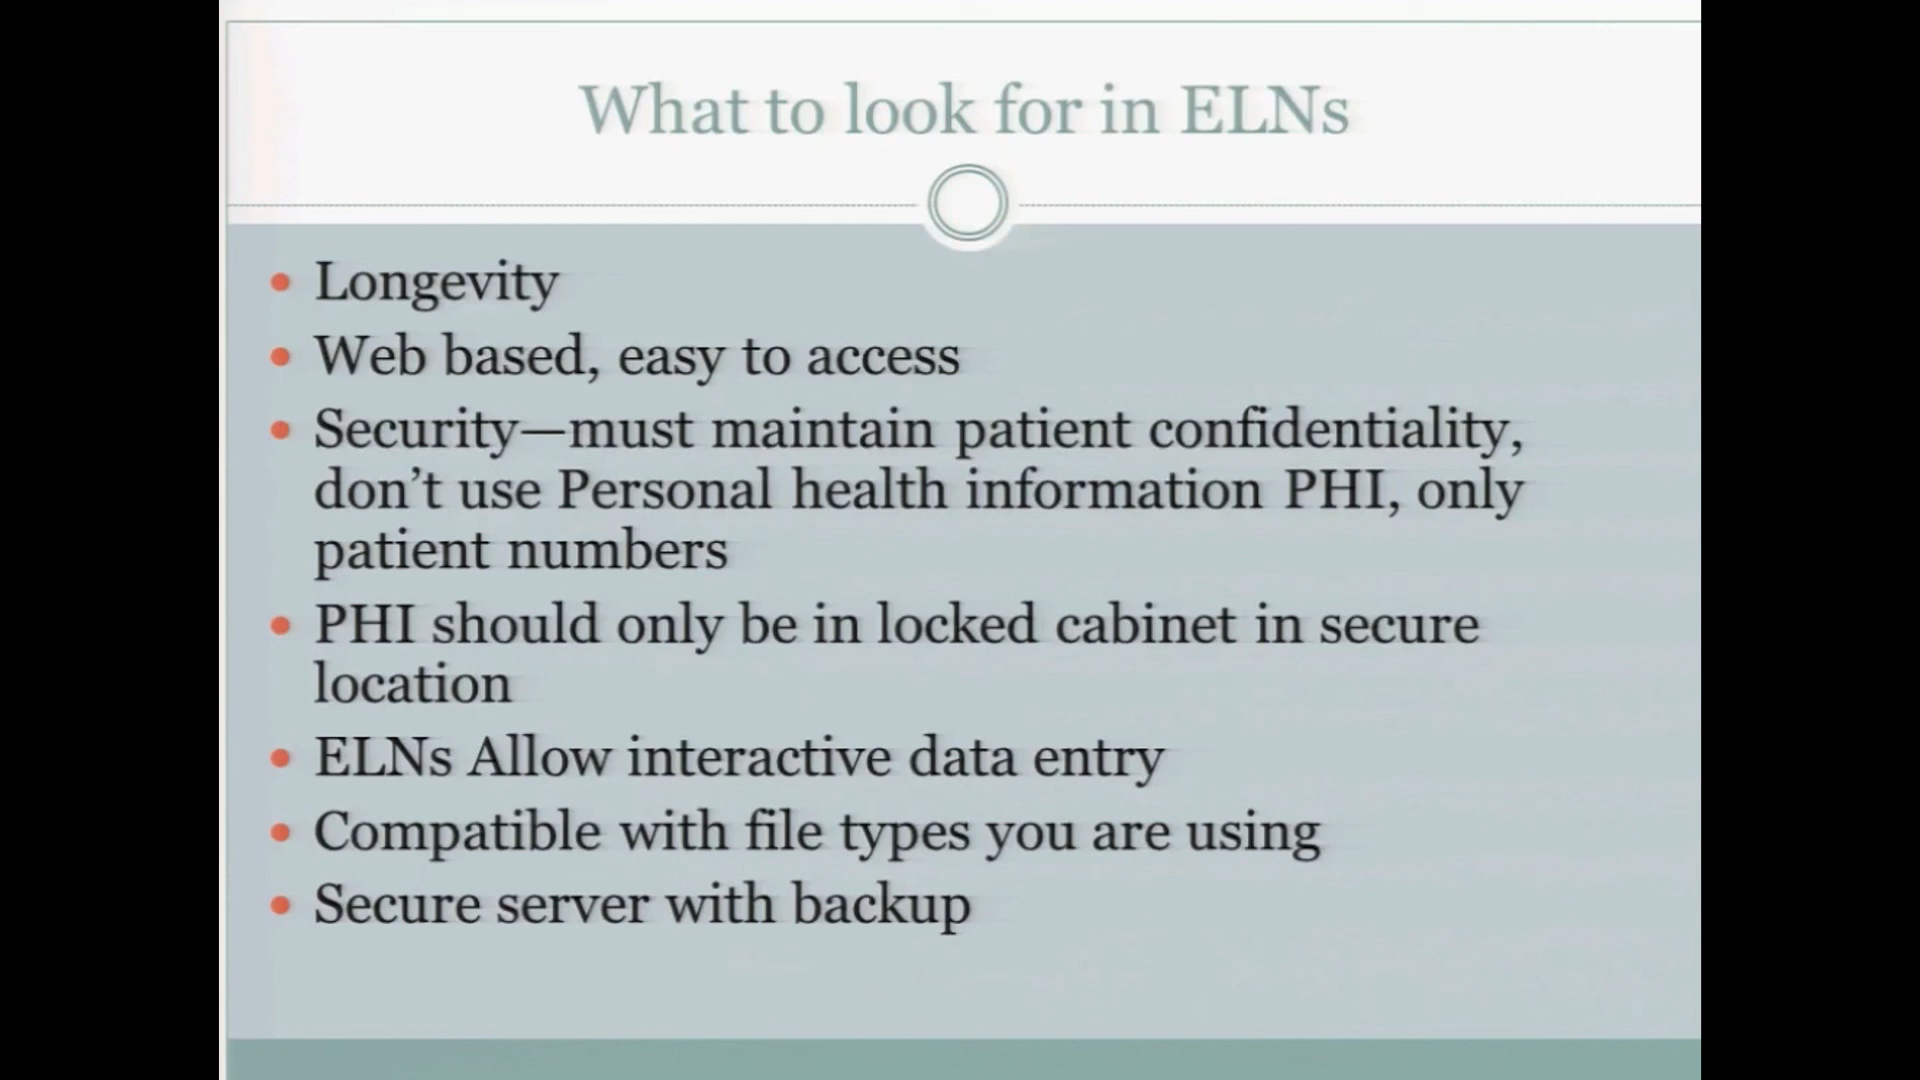 What to look for in ELNs
• Longevity
• Web based, easy to access
• Security—must maintain patient confidentiality,
don’t use Personal health information PHI, only
patient numbers
• PHI should only be in locked cabinet in secure
location
• ELNs Allow interactive data entry
• Compatible with file types you are using
• Secure server with backup